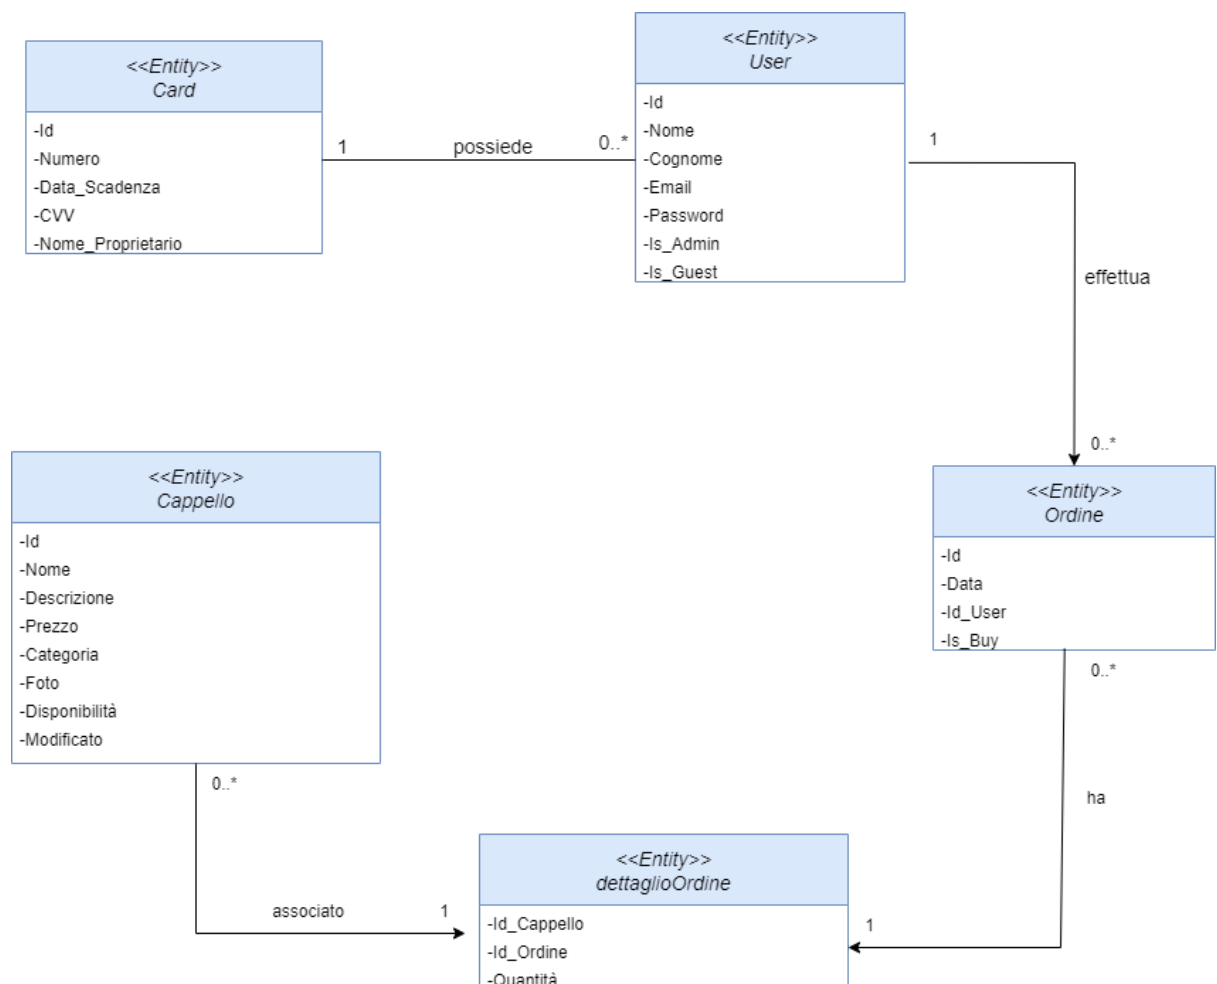 <<Entity>>
Card
-Id
-Numero
-Data_Scadenza
-CVV
-Nome_Proprietario
1
possiede
0..*
<<Entity>>
User
-Id
-Nome
-Cognome
-Email
-Password
-Is_Admin
-Is_Guest
1
effettua
0..*
<<Entity>>
Cappello
-Id
-Nome
-Descrizione
-Prezzo
-Categoria
-Foto
-Disponibilità
-Modificato
0..*
associato
1
<<Entity>>
Ordine
-Id
-Data
-Id_User
-Is_Buy
0..*
ha
1
<<Entity>>
dettaglioOrdine
-Id_Cappello
-Id_Ordine
-Quantità